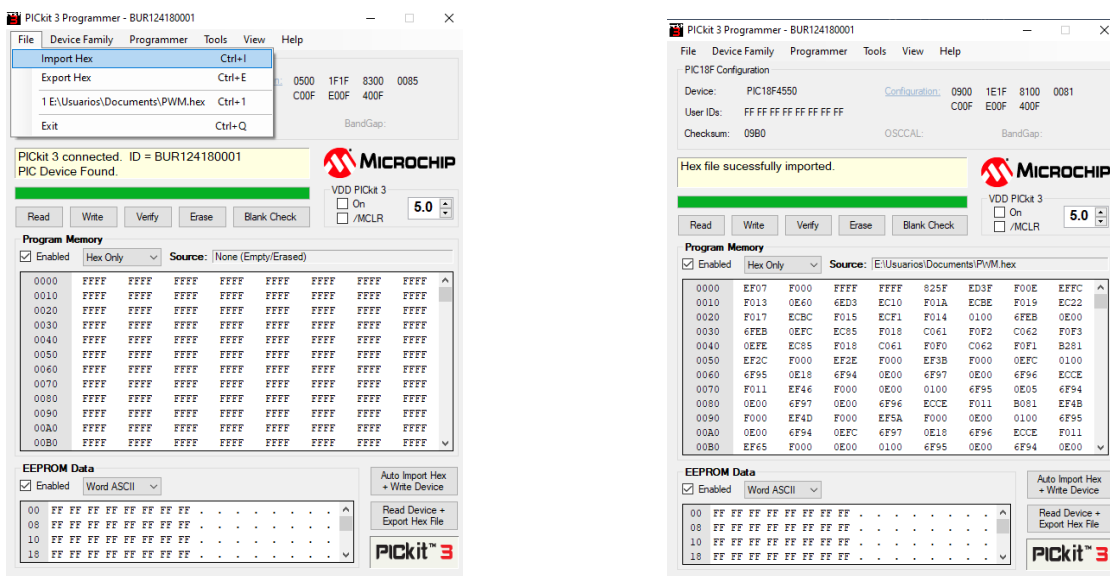 PICkit 3 Programmer - BUR124180001
File Device Family Programmer Tools View Help
Import Hex Ctrl+I
Export Hex Ctrl+E
1 E:\Usuarios\Documents\PWM.hex Ctrl+1
Exit Ctrl+Q
0500 1F1F 8300 0085
C00F E00F 400F
BandGap:
PICkit 3 connected. ID = BUR124180001
PIC Device Found.
MICROCHIP
VDD PICkit 3
On
/MCLR
5.0
Read Write Verify Erase Blank Check
Program Memory
Enabled Hex Only Source: None (Empty/Erased)
0000 FFFF FFFF FFFF FFFF FFFF FFFF FFFF FFFF
0010 FFFF FFFF FFFF FFFF FFFF FFFF FFFF FFFF
0020 FFFF FFFF FFFF FFFF FFFF FFFF FFFF FFFF
0030 FFFF FFFF FFFF FFFF FFFF FFFF FFFF FFFF
0040 FFFF FFFF FFFF FFFF FFFF FFFF FFFF FFFF
0050 FFFF FFFF FFFF FFFF FFFF FFFF FFFF FFFF
0060 FFFF FFFF FFFF FFFF FFFF FFFF FFFF FFFF
0070 FFFF FFFF FFFF FFFF FFFF FFFF FFFF FFFF
0080 FFFF FFFF FFFF FFFF FFFF FFFF FFFF FFFF
0090 FFFF FFFF FFFF FFFF FFFF FFFF FFFF FFFF
00A0 FFFF FFFF FFFF FFFF FFFF FFFF FFFF FFFF
00B0 FFFF FFFF FFFF FFFF FFFF FFFF FFFF FFFF
EEPROM Data
Enabled Word ASCII
Auto Import Hex
+ Write Device
Read Device +
Export Hex File
00 FF FF FF FF FF FF FF FF . . . . . . . .
08 FF FF FF FF FF FF FF FF . . . . . . . .
10 FF FF FF FF FF FF FF FF . . . . . . . .
18 FF FF FF FF FF FF FF FF . . . . . . . .
PICkit™ 3
PICkit 3 Programmer - BUR124180001
File Device Family Programmer Tools View Help
PIC18F Configuration
Device: PIC18F4550 Configuration: 0900 1E1F 8100 0081
C00F E00F 400F
User IDs: FF FF FF FF FF FF FF FF
Checksum: 09B0 OSCCAL: BandGap:
Hex file sucessfully imported.
MICROCHIP
VDD PICkit 3
On
/MCLR
5.0
Read Write Verify Erase Blank Check
Program Memory
Enabled Hex Only Source: E:\Usuarios\Documents\PWM.hex
0000 EF07 F000 FFFF FFFF 825F ED3F F00E EFFC
0010 F013 0E60 6ED3 EC10 F01A ECBE F019 EC22
0020 F017 ECBC F015 ECF1 F014 0100 6FEB 0E00
0030 6FEB 0EFC EC85 F018 C061 F0F2 C062 F0F3
0040 0EFE EC85 F018 C061 F0F0 C062 F0F1 B281
0050 EF2C F000 EF2E F000 EF3B F000 0EFC 0100
0060 6F95 0E18 6F94 0E00 6F97 0E00 6F96 ECCE
0070 F011 EF46 F000 0E00 0100 6F95 0E05 6F94
0080 0E00 6F97 0E00 6F96 ECCE F011 B081 EF4B
0090 F000 EF4D F000 EF5A F000 0E00 0100 6F95
00A0 0E00 6F94 0EFC 6F97 0E18 6F96 ECCE F011
00B0 EF65 F000 0E00 0100 6F95 0E00 6F94 0E00
EEPROM Data
Enabled Word ASCII
Auto Import Hex
+ Write Device
Read Device +
Export Hex File
00 FF FF FF FF FF FF FF FF . . . . . . . .
08 FF FF FF FF FF FF FF FF . . . . . . . .
10 FF FF FF FF FF FF FF FF . . . . . . . .
18 FF FF FF FF FF FF FF FF . . . . . . . .
PICkit™ 3